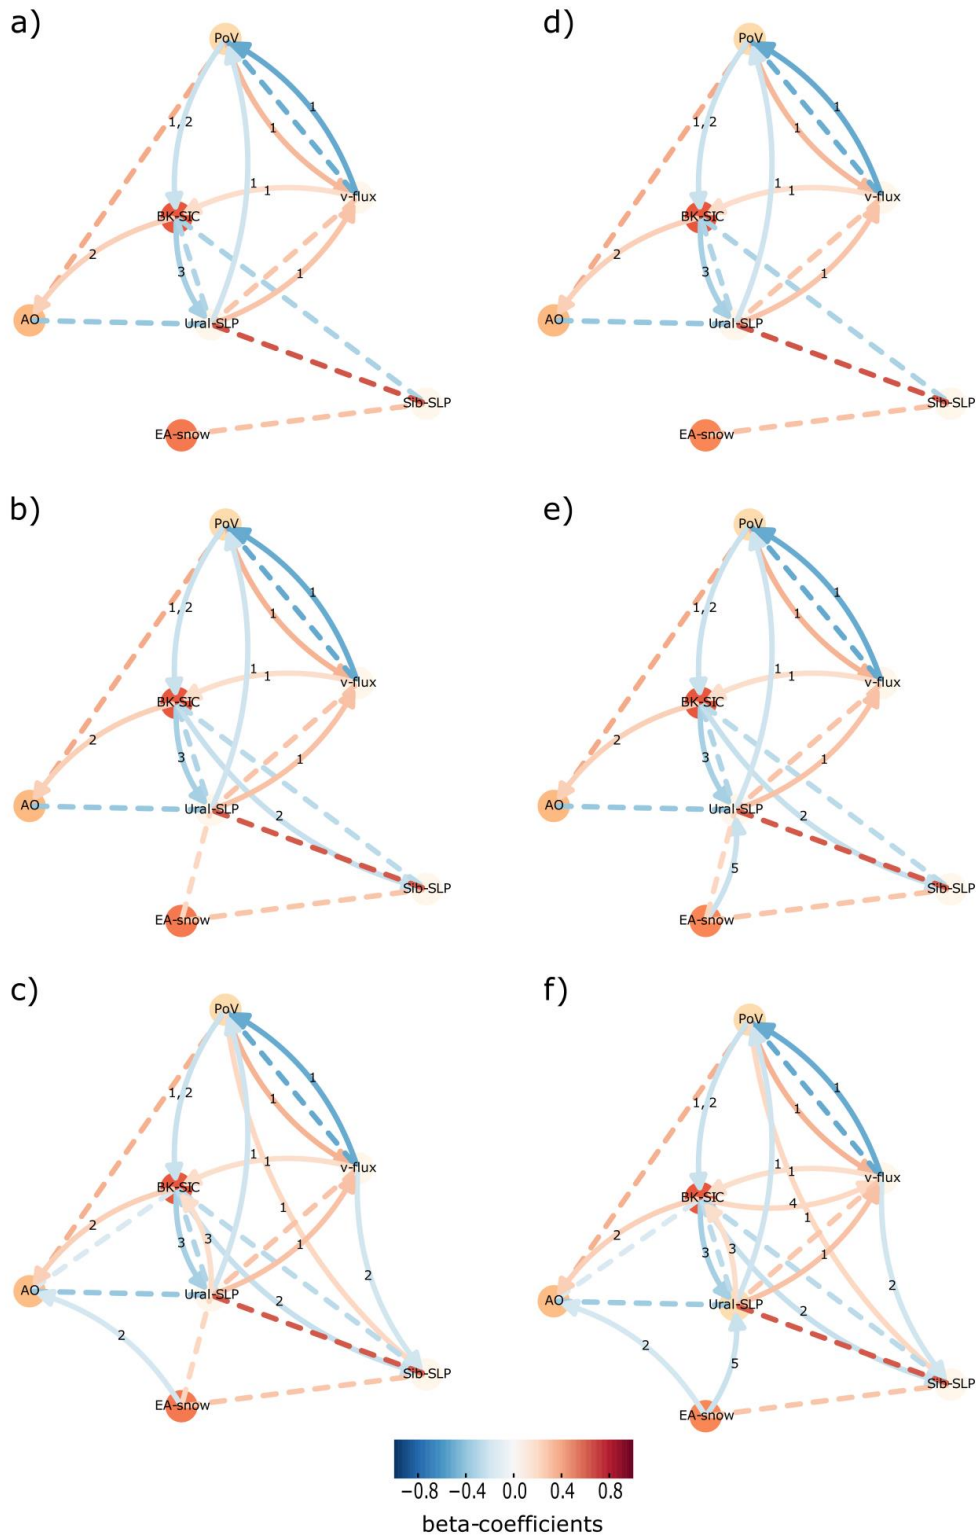 a)
PoV
1
1, 2
1
1
1
v-flux
BK-SIC
2
3
1
AO
Ural-SLP
Sib-SLP
EA-snow
d)
PoV
1
1, 2
1
1
1
v-flux
BK-SIC
2
3
1
AO
Ural-SLP
Sib-SLP
EA-snow
b)
PoV
1
1, 2
1
1
1
v-flux
BK-SIC
2
3
1
AO
Ural-SLP
2
Sib-SLP
EA-snow
e)
PoV
1
1, 2
1
1
1
v-flux
BK-SIC
2
3
1
AO
Ural-SLP
2
5
Sib-SLP
EA-snow
c)
PoV
1
1, 2
1
1
1
v-flux
BK-SIC
1
2
3
3
1
2
AO
Ural-SLP
2
2
Sib-SLP
EA-snow
f)
PoV
1
1, 2
1
1
1
v-flux
BK-SIC
4
1
2
3
3
1
2
AO
Ural-SLP
2
2
5
Sib-SLP
EA-snow
−0.8 −0.4 0.0 0.4 0.8
beta-coefficients